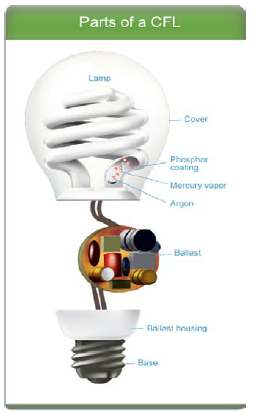 Parts of a CFL
Lamp
Cover
Phosphor
coating
Mercury vapor
Argon
Ballast
Ballast housing
Base